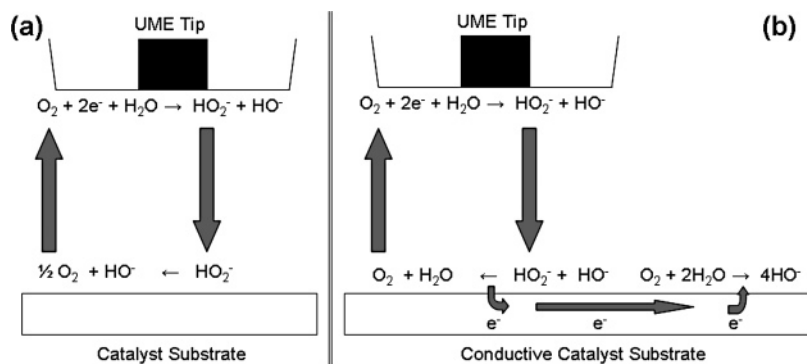 (a)
UME Tip
O₂ + 2e⁻ + H₂O → HO₂⁻ + HO⁻
½ O₂ + HO⁻ ← HO₂⁻
Catalyst Substrate
(b)
UME Tip
O₂ + 2e⁻ + H₂O → HO₂⁻ + HO⁻
O₂ + H₂O ← HO₂⁻ + HO⁻ O₂ + 2H₂O → 4HO⁻
e⁻ e⁻ e⁻
Conductive Catalyst Substrate